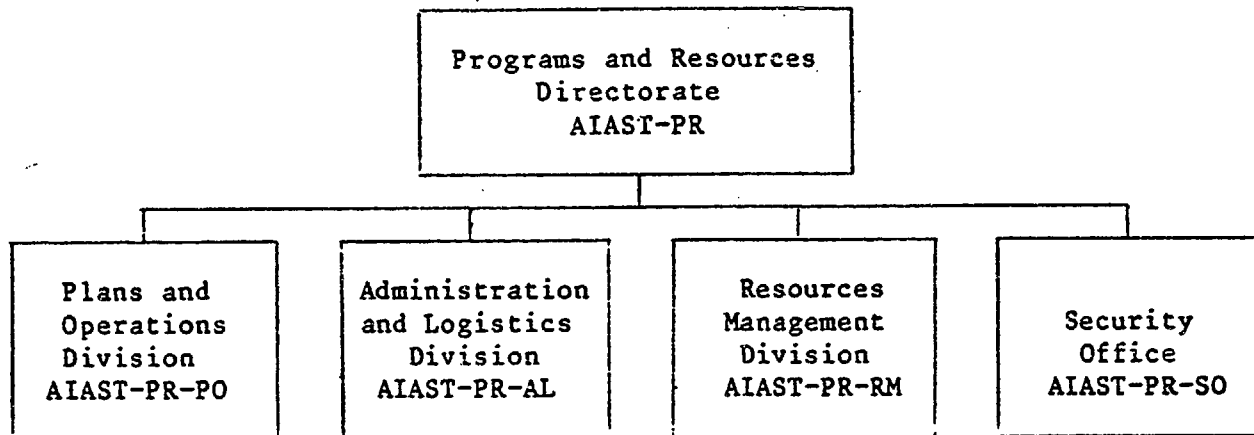 Programs and Resources
Directorate
AIAST-PR
Plans and
Operations
Division
AIAST-PR-PO
Administration
and Logistics
Division
AIAST-PR-AL
Resources
Management
Division
AIAST-PR-RM
Security
Office
AIAST-PR-SO